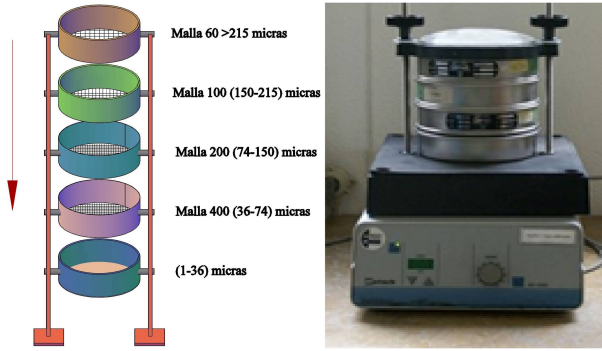 Malla 60 >215 micras
Malla 100 (150-215) micras
Malla 200 (74-150) micras
Malla 400 (36-74) micras
(1-36) micras